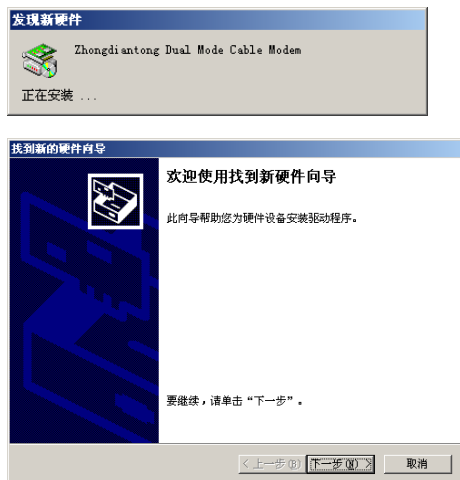 发现新硬件
Zhongdiantong Dual Mode Cable Modem
正在安装 ...
找到新的硬件向导
欢迎使用找到新硬件向导
此向导帮助您为硬件设备安装驱动程序。
要继续，请单击“下一步”。
< 上一步(B) 下一步(N) > 取消